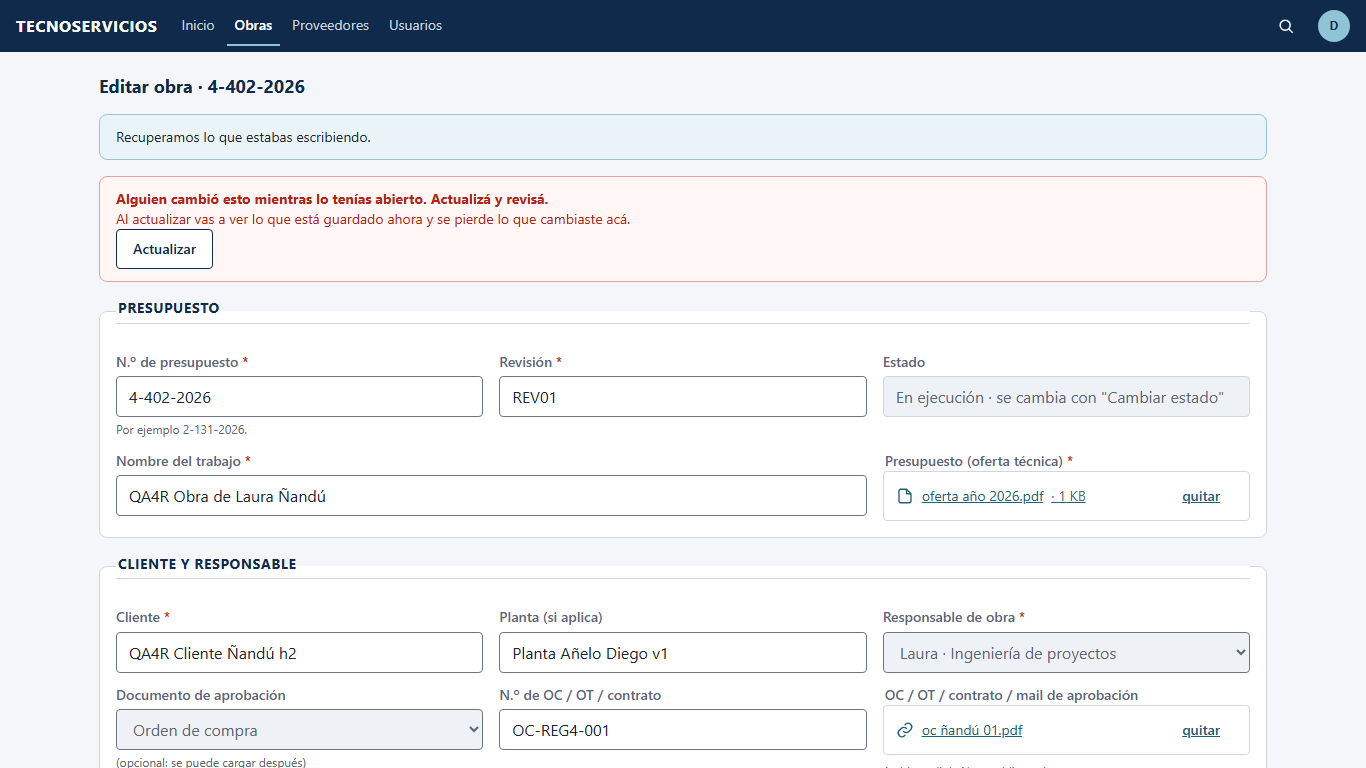 TECNOSERVICIOS Inicio Obras Proveedores Usuarios D
Editar obra · 4-402-2026
Recuperamos lo que estabas escribiendo.
Alguien cambió esto mientras lo tenías abierto. Actualizá y revisá.
Al actualizar vas a ver lo que está guardado ahora y se pierde lo que cambiaste acá.
Actualizar
PRESUPUESTO
N.º de presupuesto * Revisión * Estado
4-402-2026 REV01 En ejecución · se cambia con "Cambiar estado"
Por ejemplo 2-131-2026.
Nombre del trabajo * Presupuesto (oferta técnica) *
QA4R Obra de Laura Ñandú oferta año 2026.pdf · 1 KB quitar
CLIENTE Y RESPONSABLE
Cliente * Planta (si aplica) Responsable de obra *
QA4R Cliente Ñandú h2 Planta Añelo Diego v1 Laura · Ingeniería de proyectos
Documento de aprobación N.º de OC / OT / contrato OC / OT / contrato / mail de aprobación
Orden de compra OC-REG4-001 oc ñandú 01.pdf quitar
(opcional: se puede cargar después)